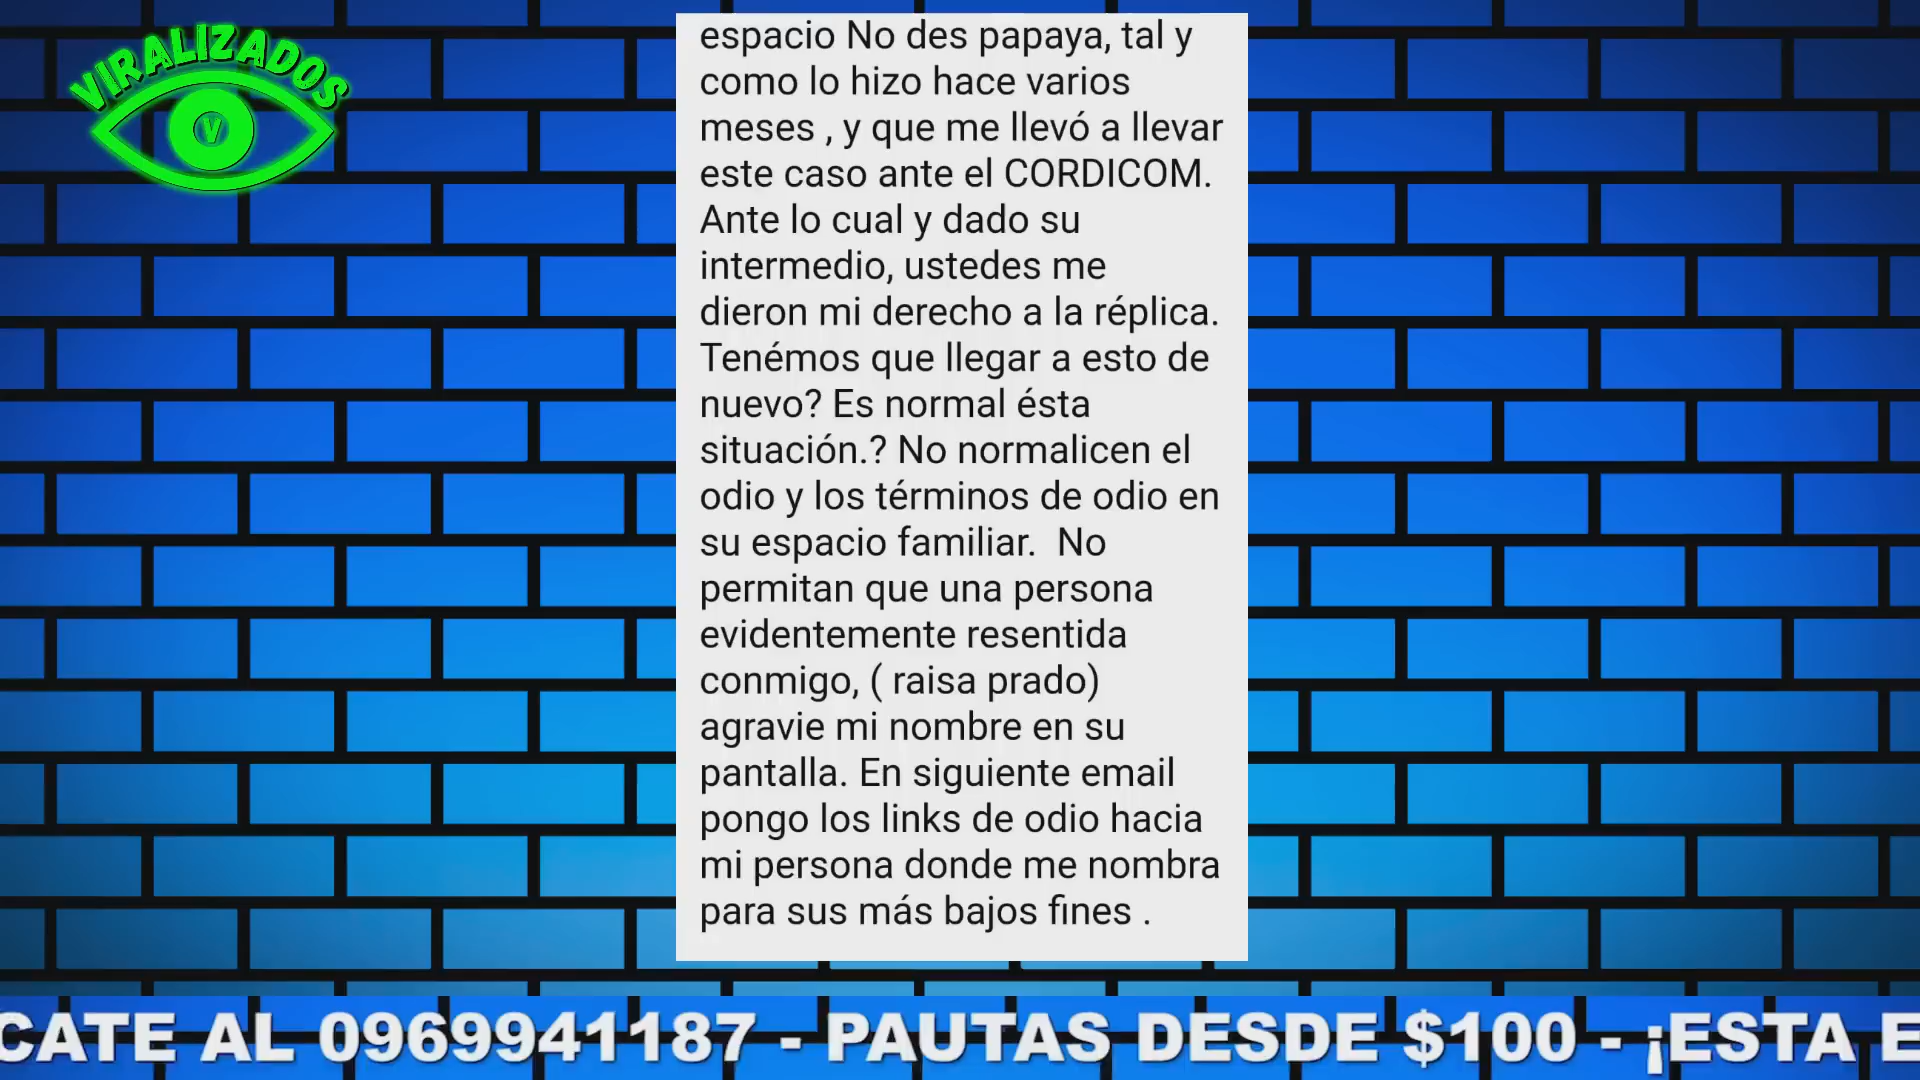 VIRALIZADOS
V
espacio No des papaya, tal y
como lo hizo hace varios
meses , y que me llevó a llevar
este caso ante el CORDICOM.
Ante lo cual y dado su
intermedio, ustedes me
dieron mi derecho a la réplica.
Tenémos que llegar a esto de
nuevo? Es normal ésta
situación.? No normalicen el
odio y los términos de odio en
su espacio familiar.  No
permitan que una persona
evidentemente resentida
conmigo, ( raisa prado)
agravie mi nombre en su
pantalla. En siguiente email
pongo los links de odio hacia
mi persona donde me nombra
para sus más bajos fines .
CATE AL 0969941187 - PAUTAS DESDE $100 - ¡ESTA E